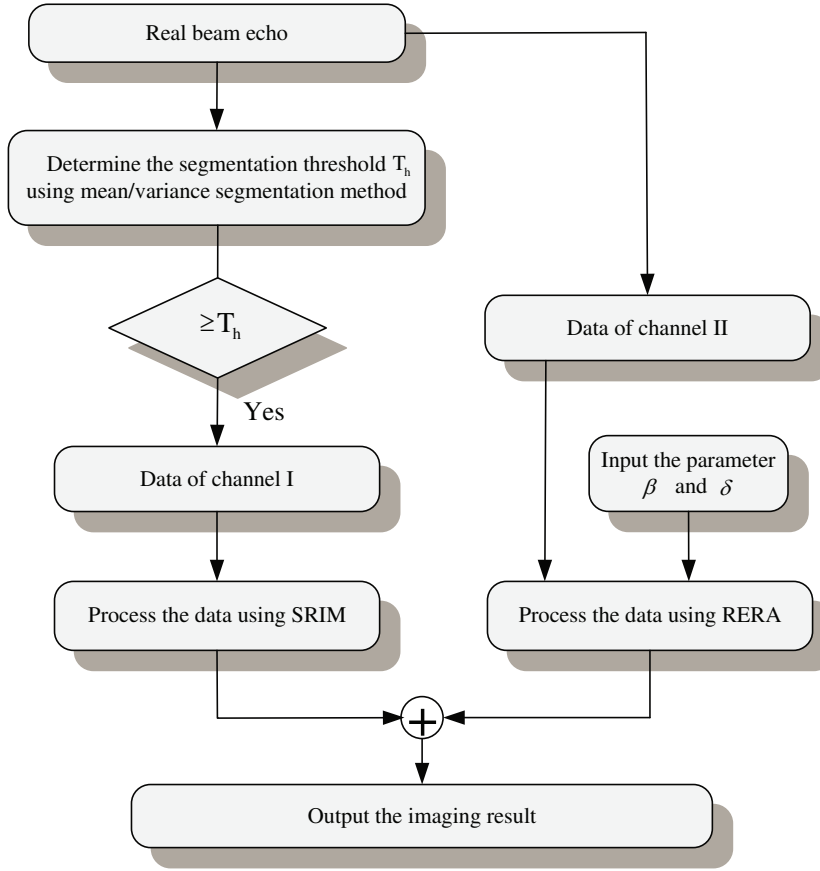 Real beam echo
Determine the segmentation threshold Th
using mean/variance segmentation method
≥Th
Yes
Data of channel I
Process the data using SRIM
Data of channel II
Input the parameter
β and δ
Process the data using RERA
+
Output the imaging result